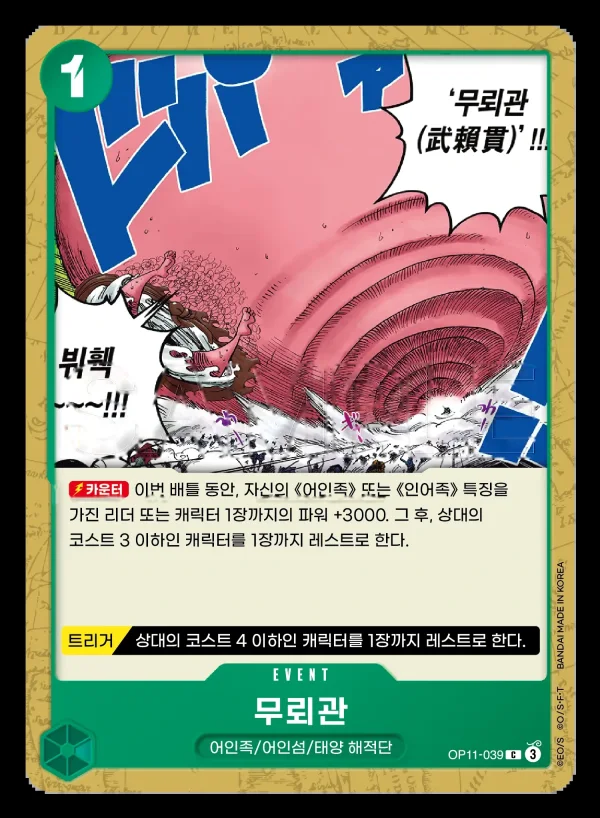 1
'무뢰관
(武賴貫)'!!!
뷔훽
~~~!!!
카운터 이번 배틀 동안, 자신의 《어인족》 또는 《인어족》 특징을
가진 리더 또는 캐릭터 1장까지의 파워 +3000. 그 후, 상대의
코스트 3 이하인 캐릭터를 1장까지 레스트로 한다.
트리거 상대의 코스트 4 이하인 캐릭터를 1장까지 레스트로 한다.
EVENT
무뢰관
어인족/어인섬/태양 해적단
OP11-039 C 3
©EO/S ©O/S·F·T BANDAI MADE IN KOREA